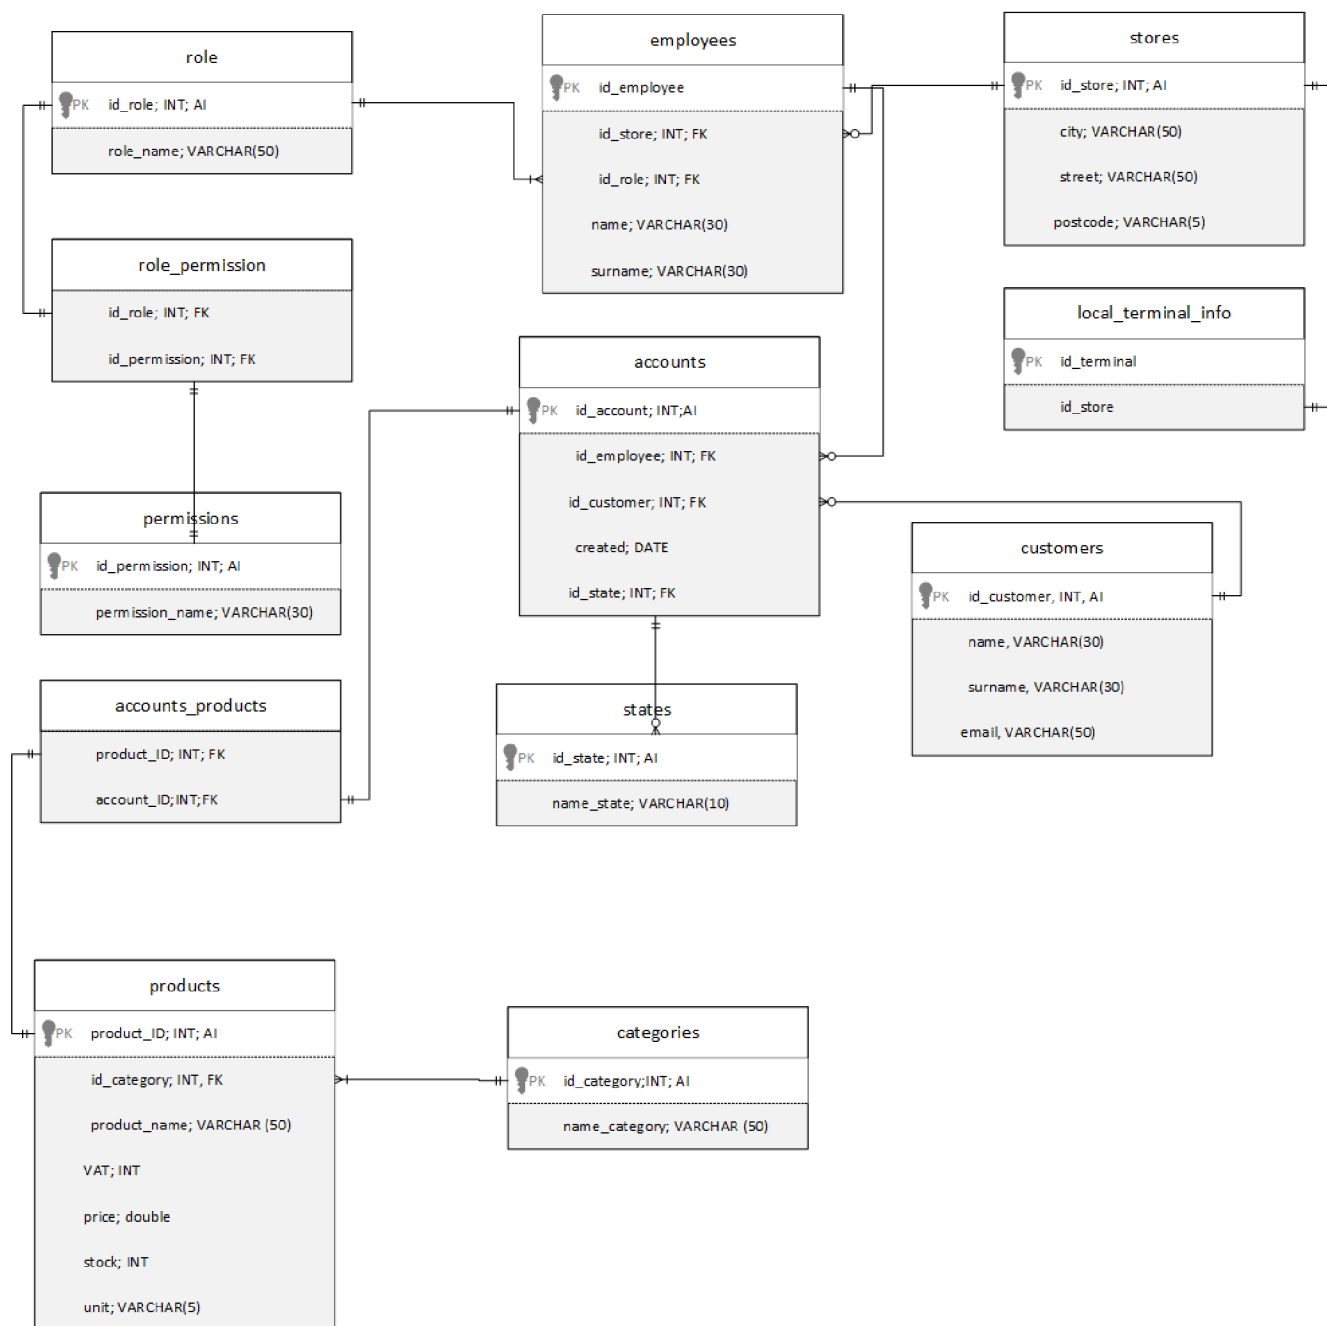 role
PK id_role; INT; AI
role_name; VARCHAR(50)
employees
PK id_employee
id_store; INT; FK
id_role; INT; FK
name; VARCHAR(30)
surname; VARCHAR(30)
stores
PK id_store; INT; AI
city; VARCHAR(50)
street; VARCHAR(50)
postcode; VARCHAR(5)
role_permission
id_role; INT; FK
id_permission; INT; FK
local_terminal_info
PK id_terminal
id_store
accounts
PK id_account; INT;AI
id_employee; INT; FK
id_customer; INT; FK
created; DATE
id_state; INT; FK
permissions
PK id_permission; INT; AI
permission_name; VARCHAR(30)
customers
PK id_customer, INT, AI
name, VARCHAR(30)
surname, VARCHAR(30)
email, VARCHAR(50)
accounts_products
product_ID; INT; FK
account_ID;INT;FK
states
PK id_state; INT; AI
name_state; VARCHAR(10)
products
PK product_ID; INT; AI
id_category; INT, FK
product_name; VARCHAR (50)
VAT; INT
price; double
stock; INT
unit; VARCHAR(5)
categories
PK id_category;INT; AI
name_category; VARCHAR (50)